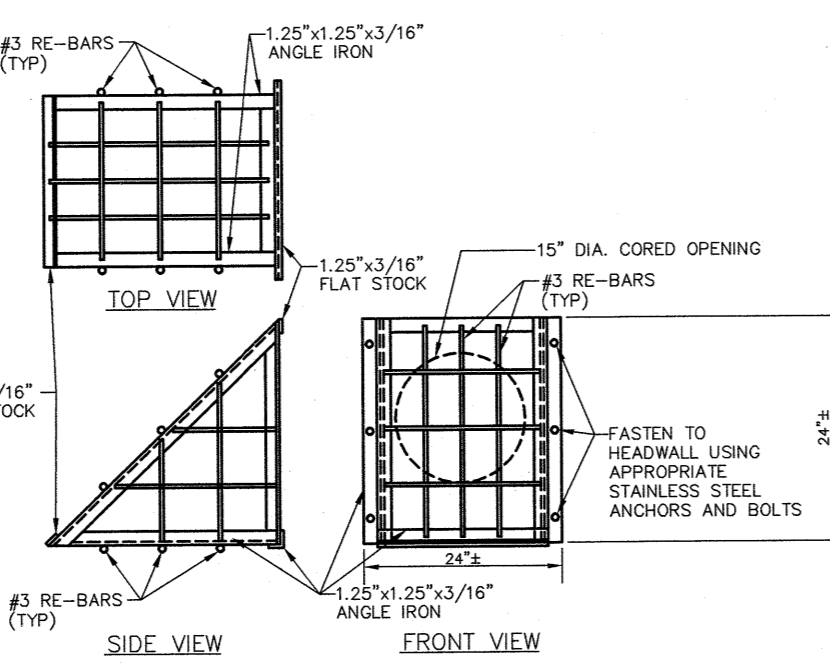 #3 RE-BARS
(TYP)
1.25"x1.25"x3/16"
ANGLE IRON
1.25"x3/16"
FLAT STOCK
TOP VIEW
15" DIA. CORED OPENING
#3 RE-BARS
(TYP)
/16"
OCK
FASTEN TO
HEADWALL USING
APPROPRIATE
STAINLESS STEEL
ANCHORS AND BOLTS
24"±
24"±
#3 RE-BARS
(TYP)
1.25"x1.25"x3/16"
ANGLE IRON
SIDE VIEW
FRONT VIEW